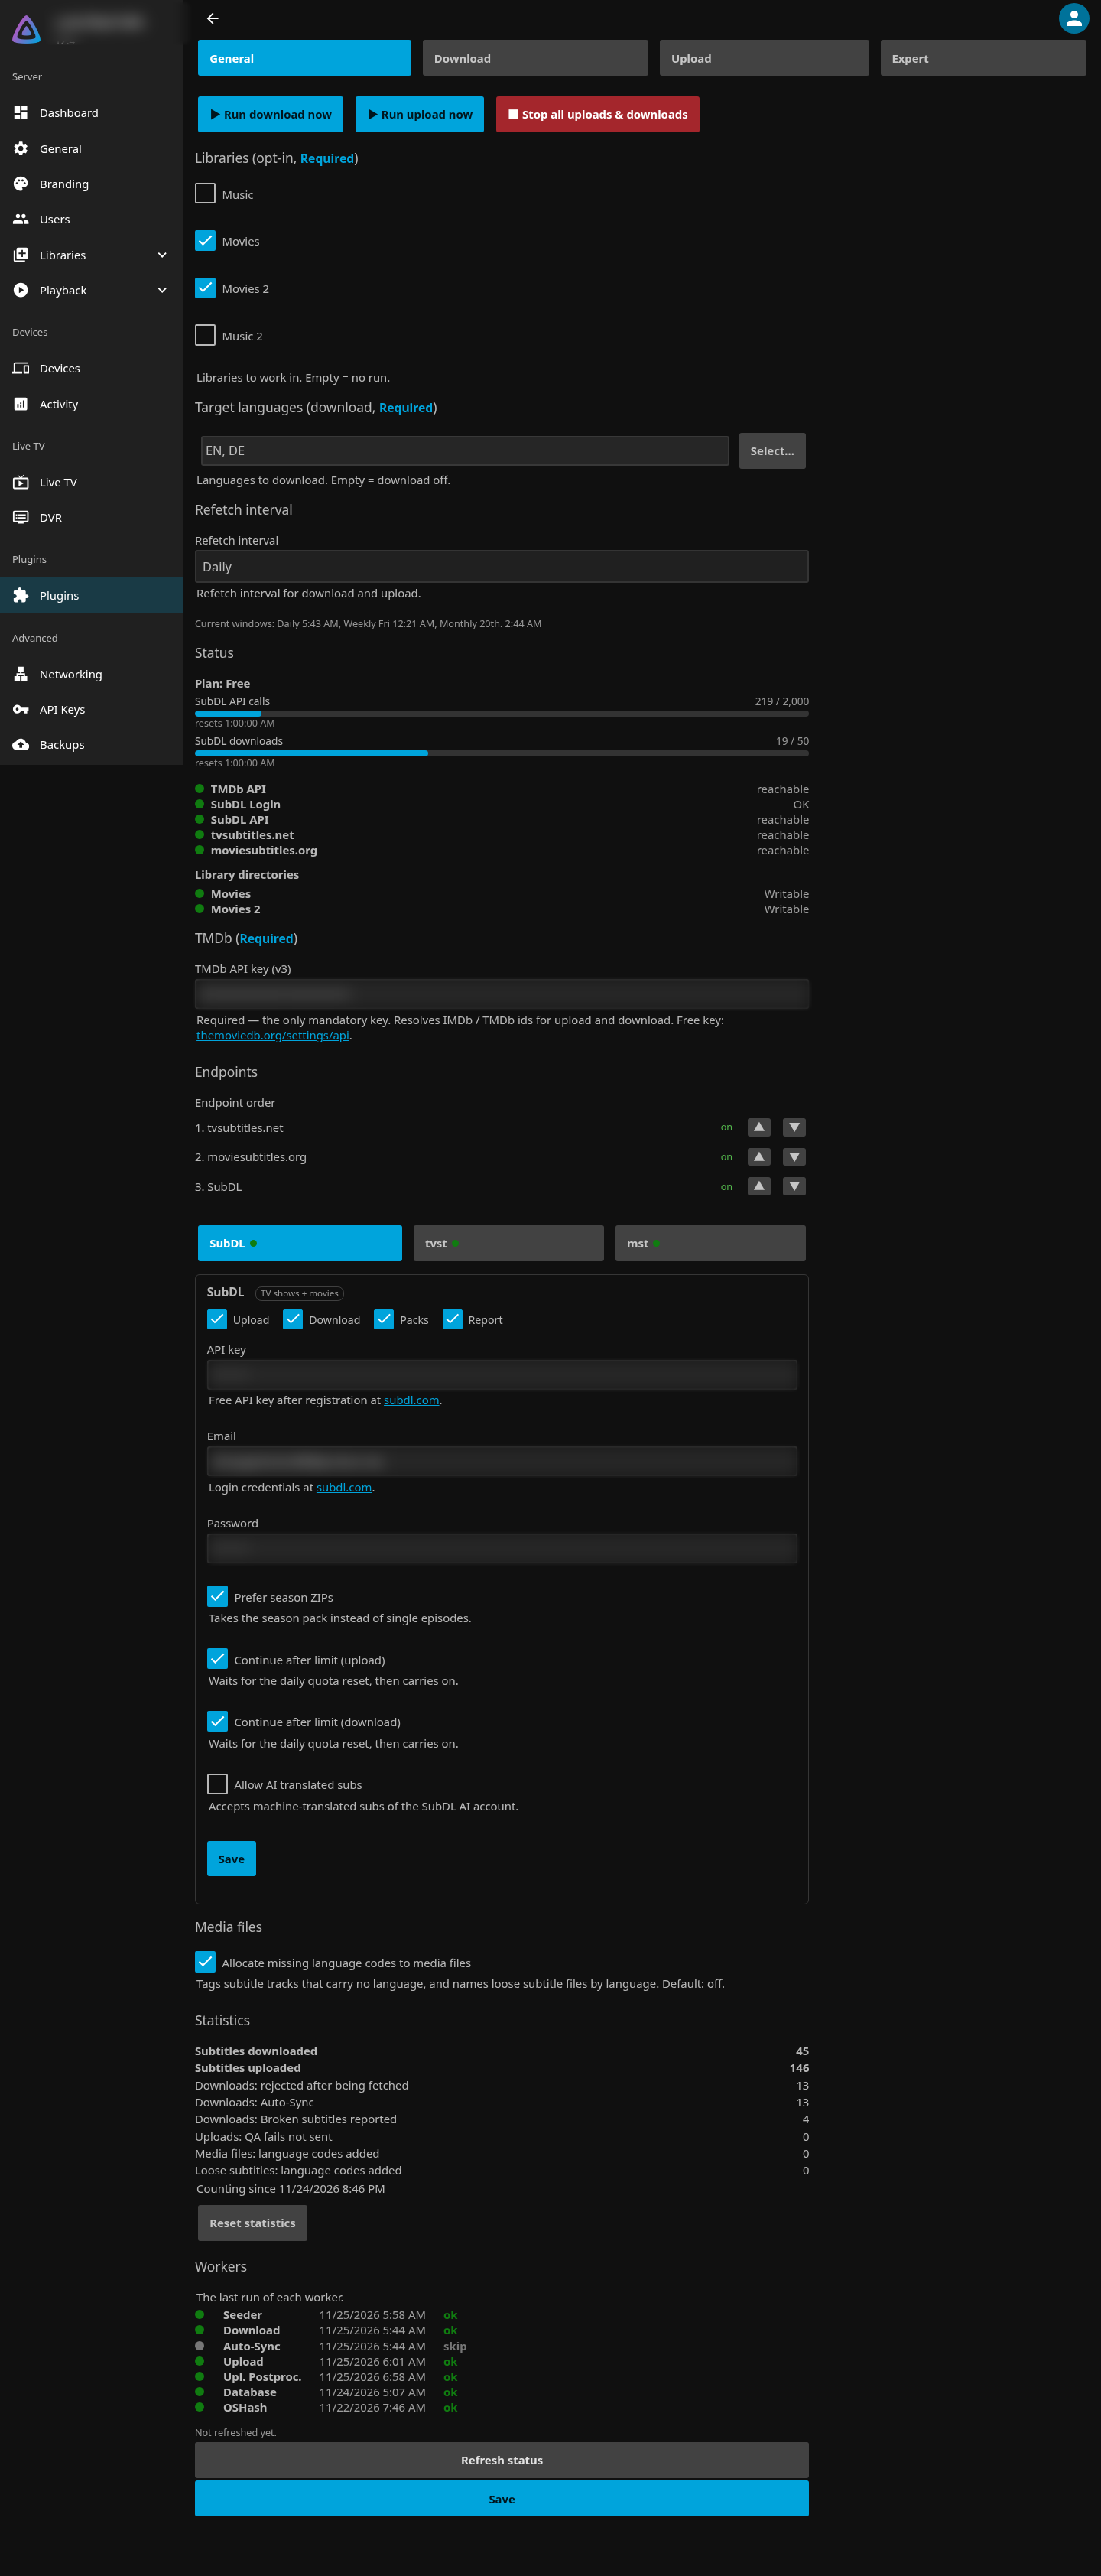 Server
Dashboard
General
Branding
Users
Libraries
Playback
Devices
Devices
Activity
Live TV
Live TV
DVR
Plugins
Plugins
Advanced
Networking
API Keys
Backups
General Download Upload Expert
Run download now Run upload now Stop all uploads & downloads
Libraries (opt-in, Required)
Music
Movies
Movies 2
Music 2
Libraries to work in. Empty = no run.
Target languages (download, Required)
EN, DE Select...
Languages to download. Empty = download off.
Refetch interval
Refetch interval
Daily
Refetch interval for download and upload.
Current windows: Daily 5:43 AM, Weekly Fri 12:21 AM, Monthly 20th. 2:44 AM
Status
Plan: Free
SubDL API calls 219 / 2,000
resets 1:00:00 AM
SubDL downloads 19 / 50
resets 1:00:00 AM
TMDb API reachable
SubDL Login OK
SubDL API reachable
tvsubtitles.net reachable
moviesubtitles.org reachable
Library directories
Movies Writable
Movies 2 Writable
TMDb (Required)
TMDb API key (v3)
Required — the only mandatory key. Resolves IMDb / TMDb ids for upload and download. Free key:
themoviedb.org/settings/api.
Endpoints
Endpoint order
1. tvsubtitles.net on ▲ ▼
2. moviesubtitles.org on ▲ ▼
3. SubDL on ▲ ▼
SubDL tvst mst
SubDL TV shows + movies
Upload Download Packs Report
API key
Free API key after registration at subdl.com.
Email
Login credentials at subdl.com.
Password
Prefer season ZIPs
Takes the season pack instead of single episodes.
Continue after limit (upload)
Waits for the daily quota reset, then carries on.
Continue after limit (download)
Waits for the daily quota reset, then carries on.
Allow AI translated subs
Accepts machine-translated subs of the SubDL AI account.
Save
Media files
Allocate missing language codes to media files
Tags subtitle tracks that carry no language, and names loose subtitle files by language. Default: off.
Statistics
Subtitles downloaded 45
Subtitles uploaded 146
Downloads: rejected after being fetched 13
Downloads: Auto-Sync 13
Downloads: Broken subtitles reported 4
Uploads: QA fails not sent 0
Media files: language codes added 0
Loose subtitles: language codes added 0
Counting since 11/24/2026 8:46 PM
Reset statistics
Workers
The last run of each worker.
Seeder 11/25/2026 5:58 AM ok
Download 11/25/2026 5:44 AM ok
Auto-Sync 11/25/2026 5:44 AM skip
Upload 11/25/2026 6:01 AM ok
Upl. Postproc. 11/25/2026 6:58 AM ok
Database 11/24/2026 5:07 AM ok
OSHash 11/22/2026 7:46 AM ok
Not refreshed yet.
Refresh status
Save